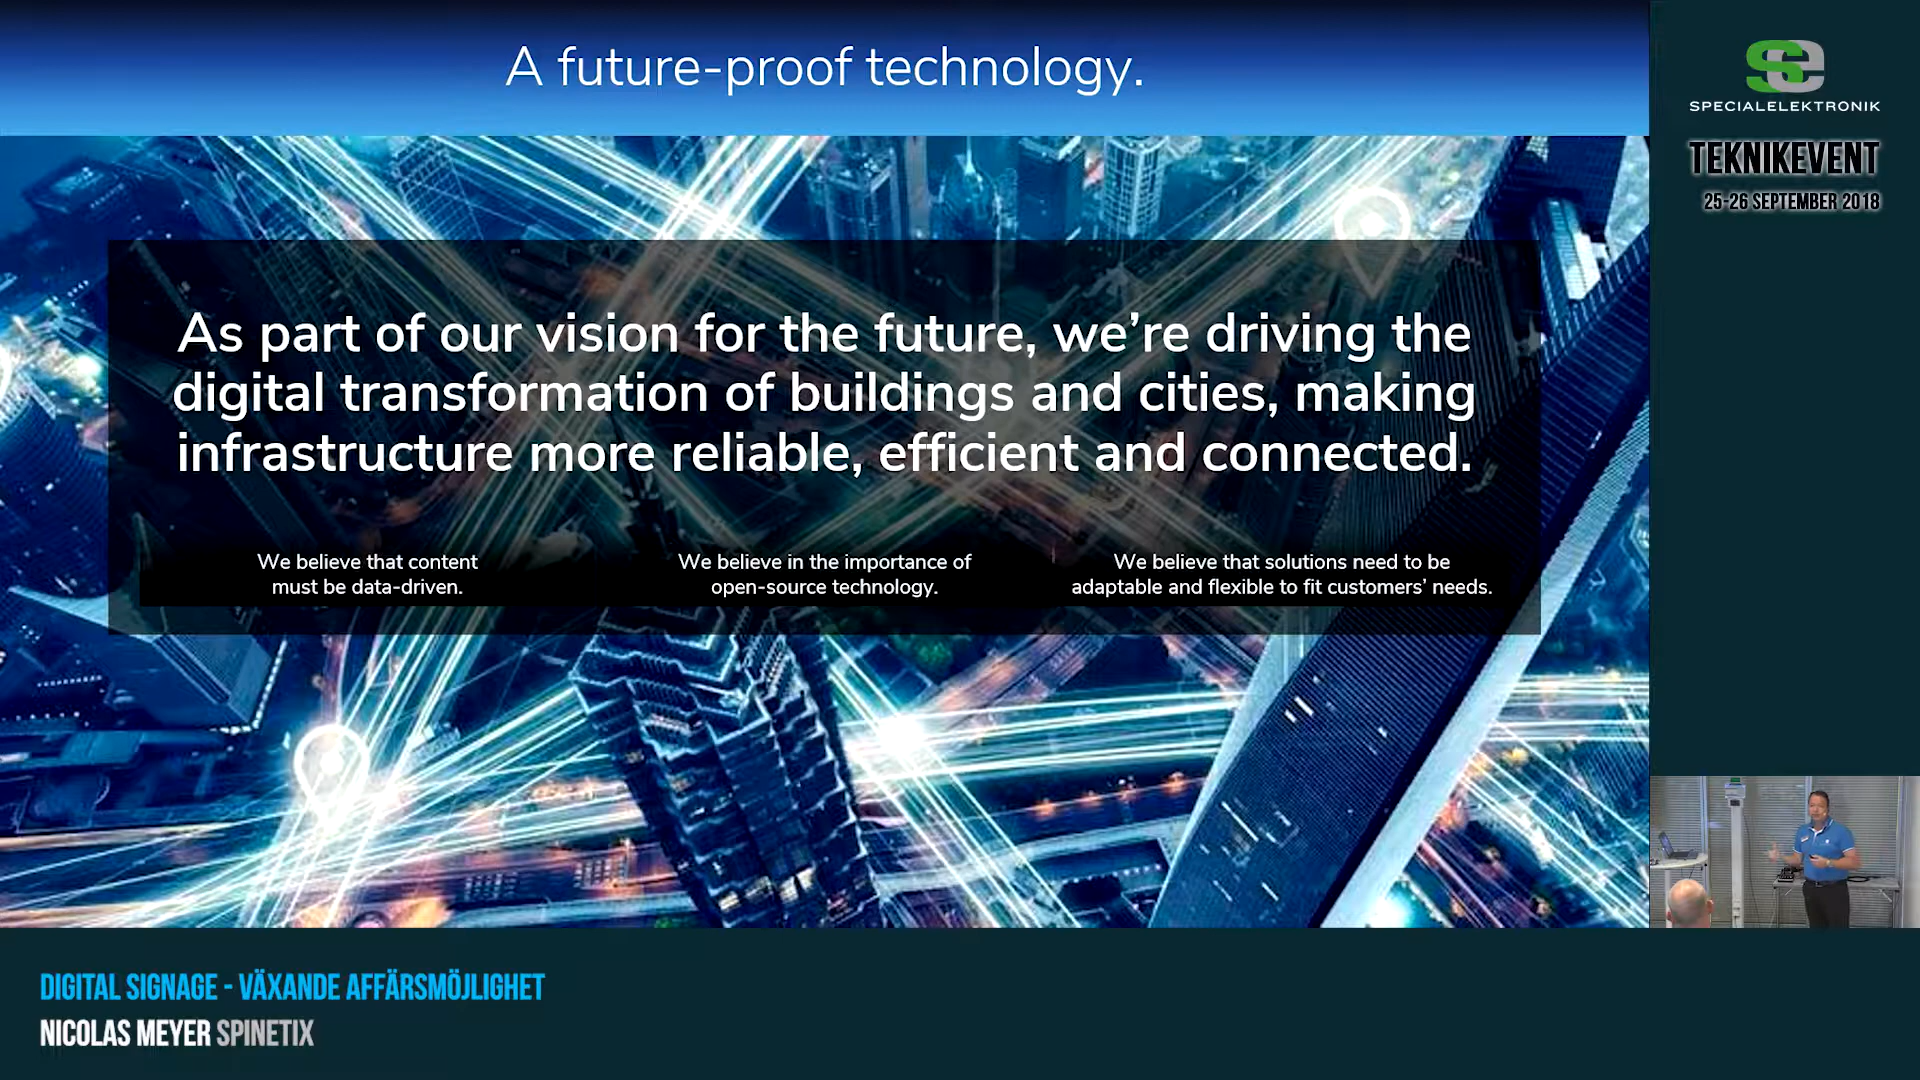 A future-proof technology.
As part of our vision for the future, we’re driving the
digital transformation of buildings and cities, making
infrastructure more reliable, efficient and connected.
We believe that content
must be data-driven.
We believe in the importance of
open-source technology.
We believe that solutions need to be
adaptable and flexible to fit customers’ needs.
se
SPECIALELEKTRONIK
TEKNIKEVENT
25-26 SEPTEMBER 2018
DIGITAL SIGNAGE - VÄXANDE AFFÄRSMÖJLIGHET
NICOLAS MEYER SPINETIX